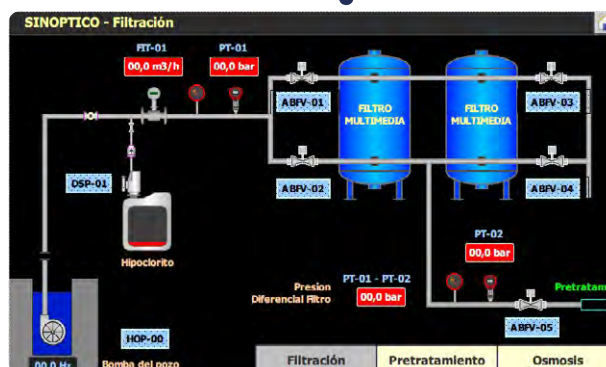 SINOPTICO - Filtración
FIT-01
PT-01
00,0 m3/h
00,0 bar
ABFV-01
FILTRO
MULTIMEDIA
FILTRO
MULTIMEDIA
ABFV-03
DSP-01
ABFV-02
ABFV-04
Hipoclorito
PT-02
00,0 bar
Presion
Diferencial Filtro
PT-01 - PT-02
00,0 bar
Pretratam
ABFV-05
HOP-00
00,0 Hz
Bomba del pozo
Filtración
Pretratamiento
Osmosis